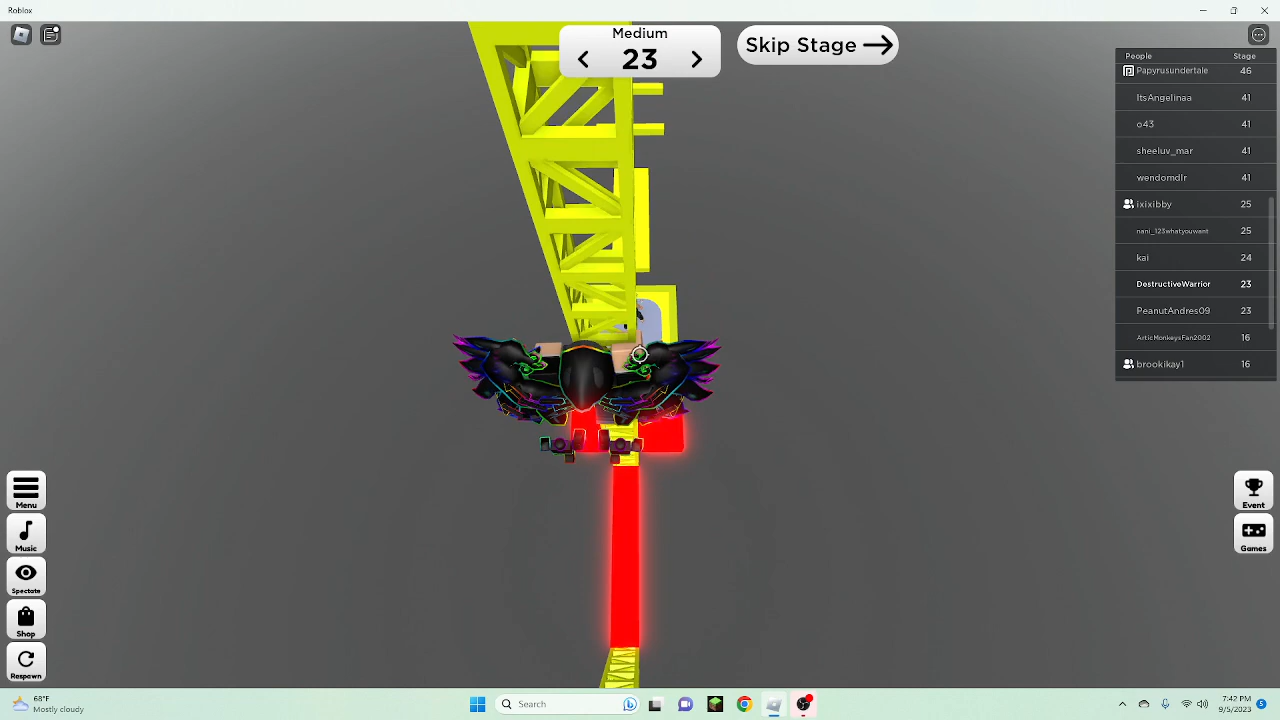 Roblox
Medium
23
Skip Stage
People Stage
Papyrusundertale 46
ItsAngelinaa 41
o43 41
sheeluv_mar 41
wendomdlr 41
ixixibby 25
nani_123whatyouwant 25
kai 24
DestructiveWarrior 23
PeanutAndres09 23
ArticMonkeysFan2002 16
brookikay1 16
Menu
Music
Spectate
Shop
Respewn
Event
Games
68°F
Mostly cloudy
Search
7:42 PM
9/5/2023